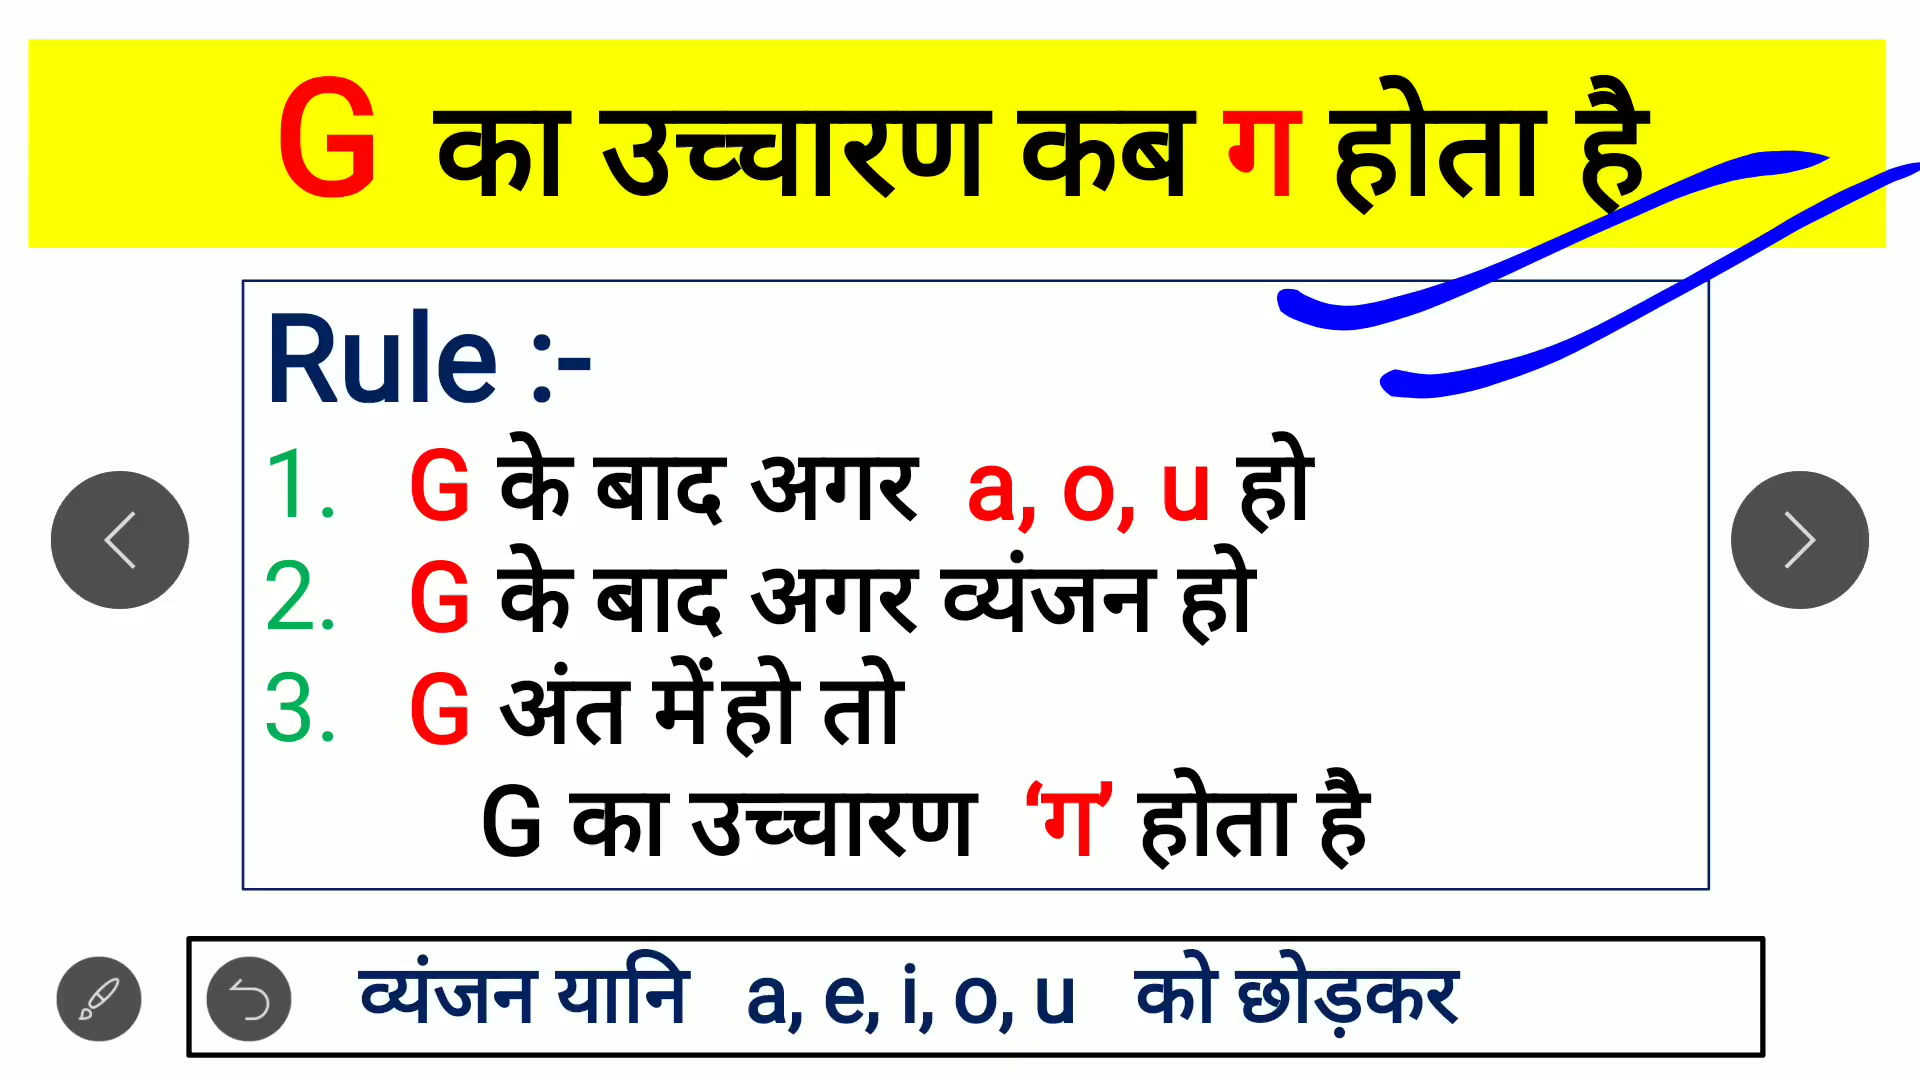 G का उच्चारण कब ग होता है
Rule :-
1. G के बाद अगर a, o, u हो
2. G के बाद अगर व्यंजन हो
3. G अंत में हो तो
G का उच्चारण ‘ग’ होता है
व्यंजन यानि a, e, i, o, u को छोड़कर